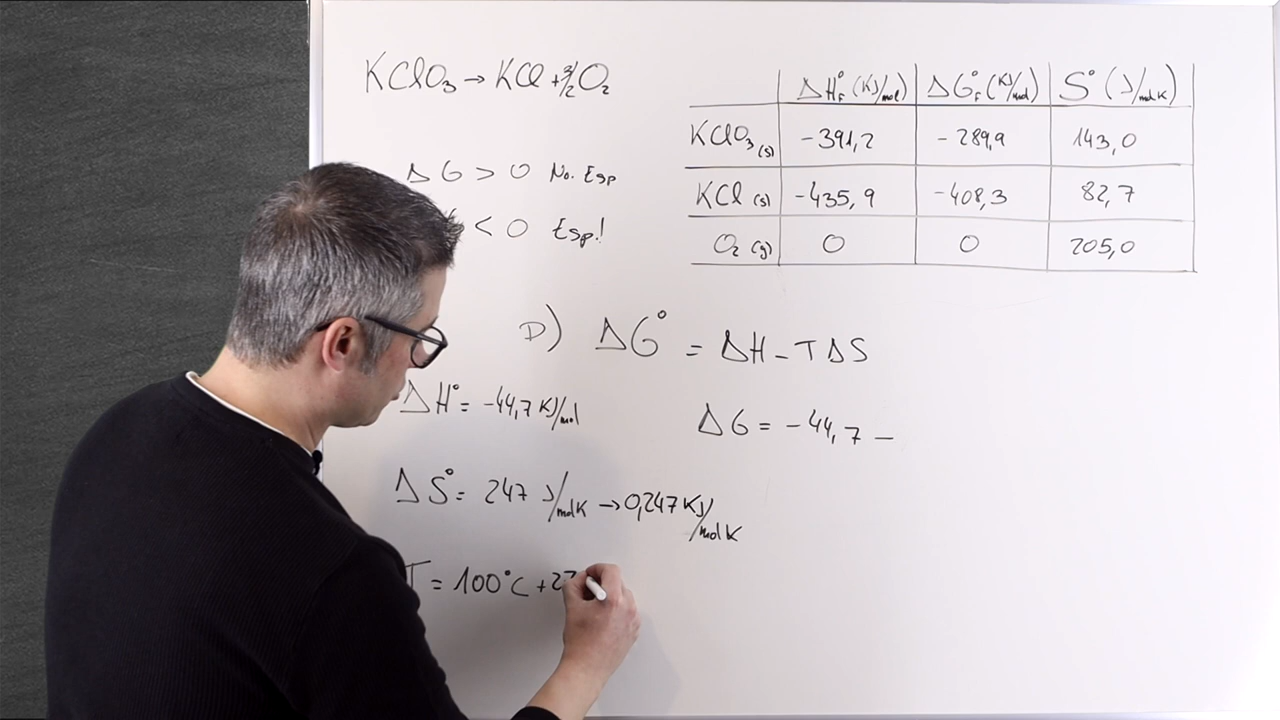 KClO₃ → KCl + 3/2 O₂
ΔG > 0 No. Esp
< 0 Esp!
ΔH°f (KJ/mol) ΔG°f (KJ/mol) S° (J/molK)
KClO₃ (s) -391,2 -289,9 143,0
KCl (s) -435,9 -408,3 82,7
O₂ (g) 0 0 205,0
D) ΔG° = ΔH - TΔS
ΔH° = -44,7 KJ/mol
ΔG = -44,7 -
ΔS° = 247 J/molK → 0,247 KJ/molK
T = 100°C + 27